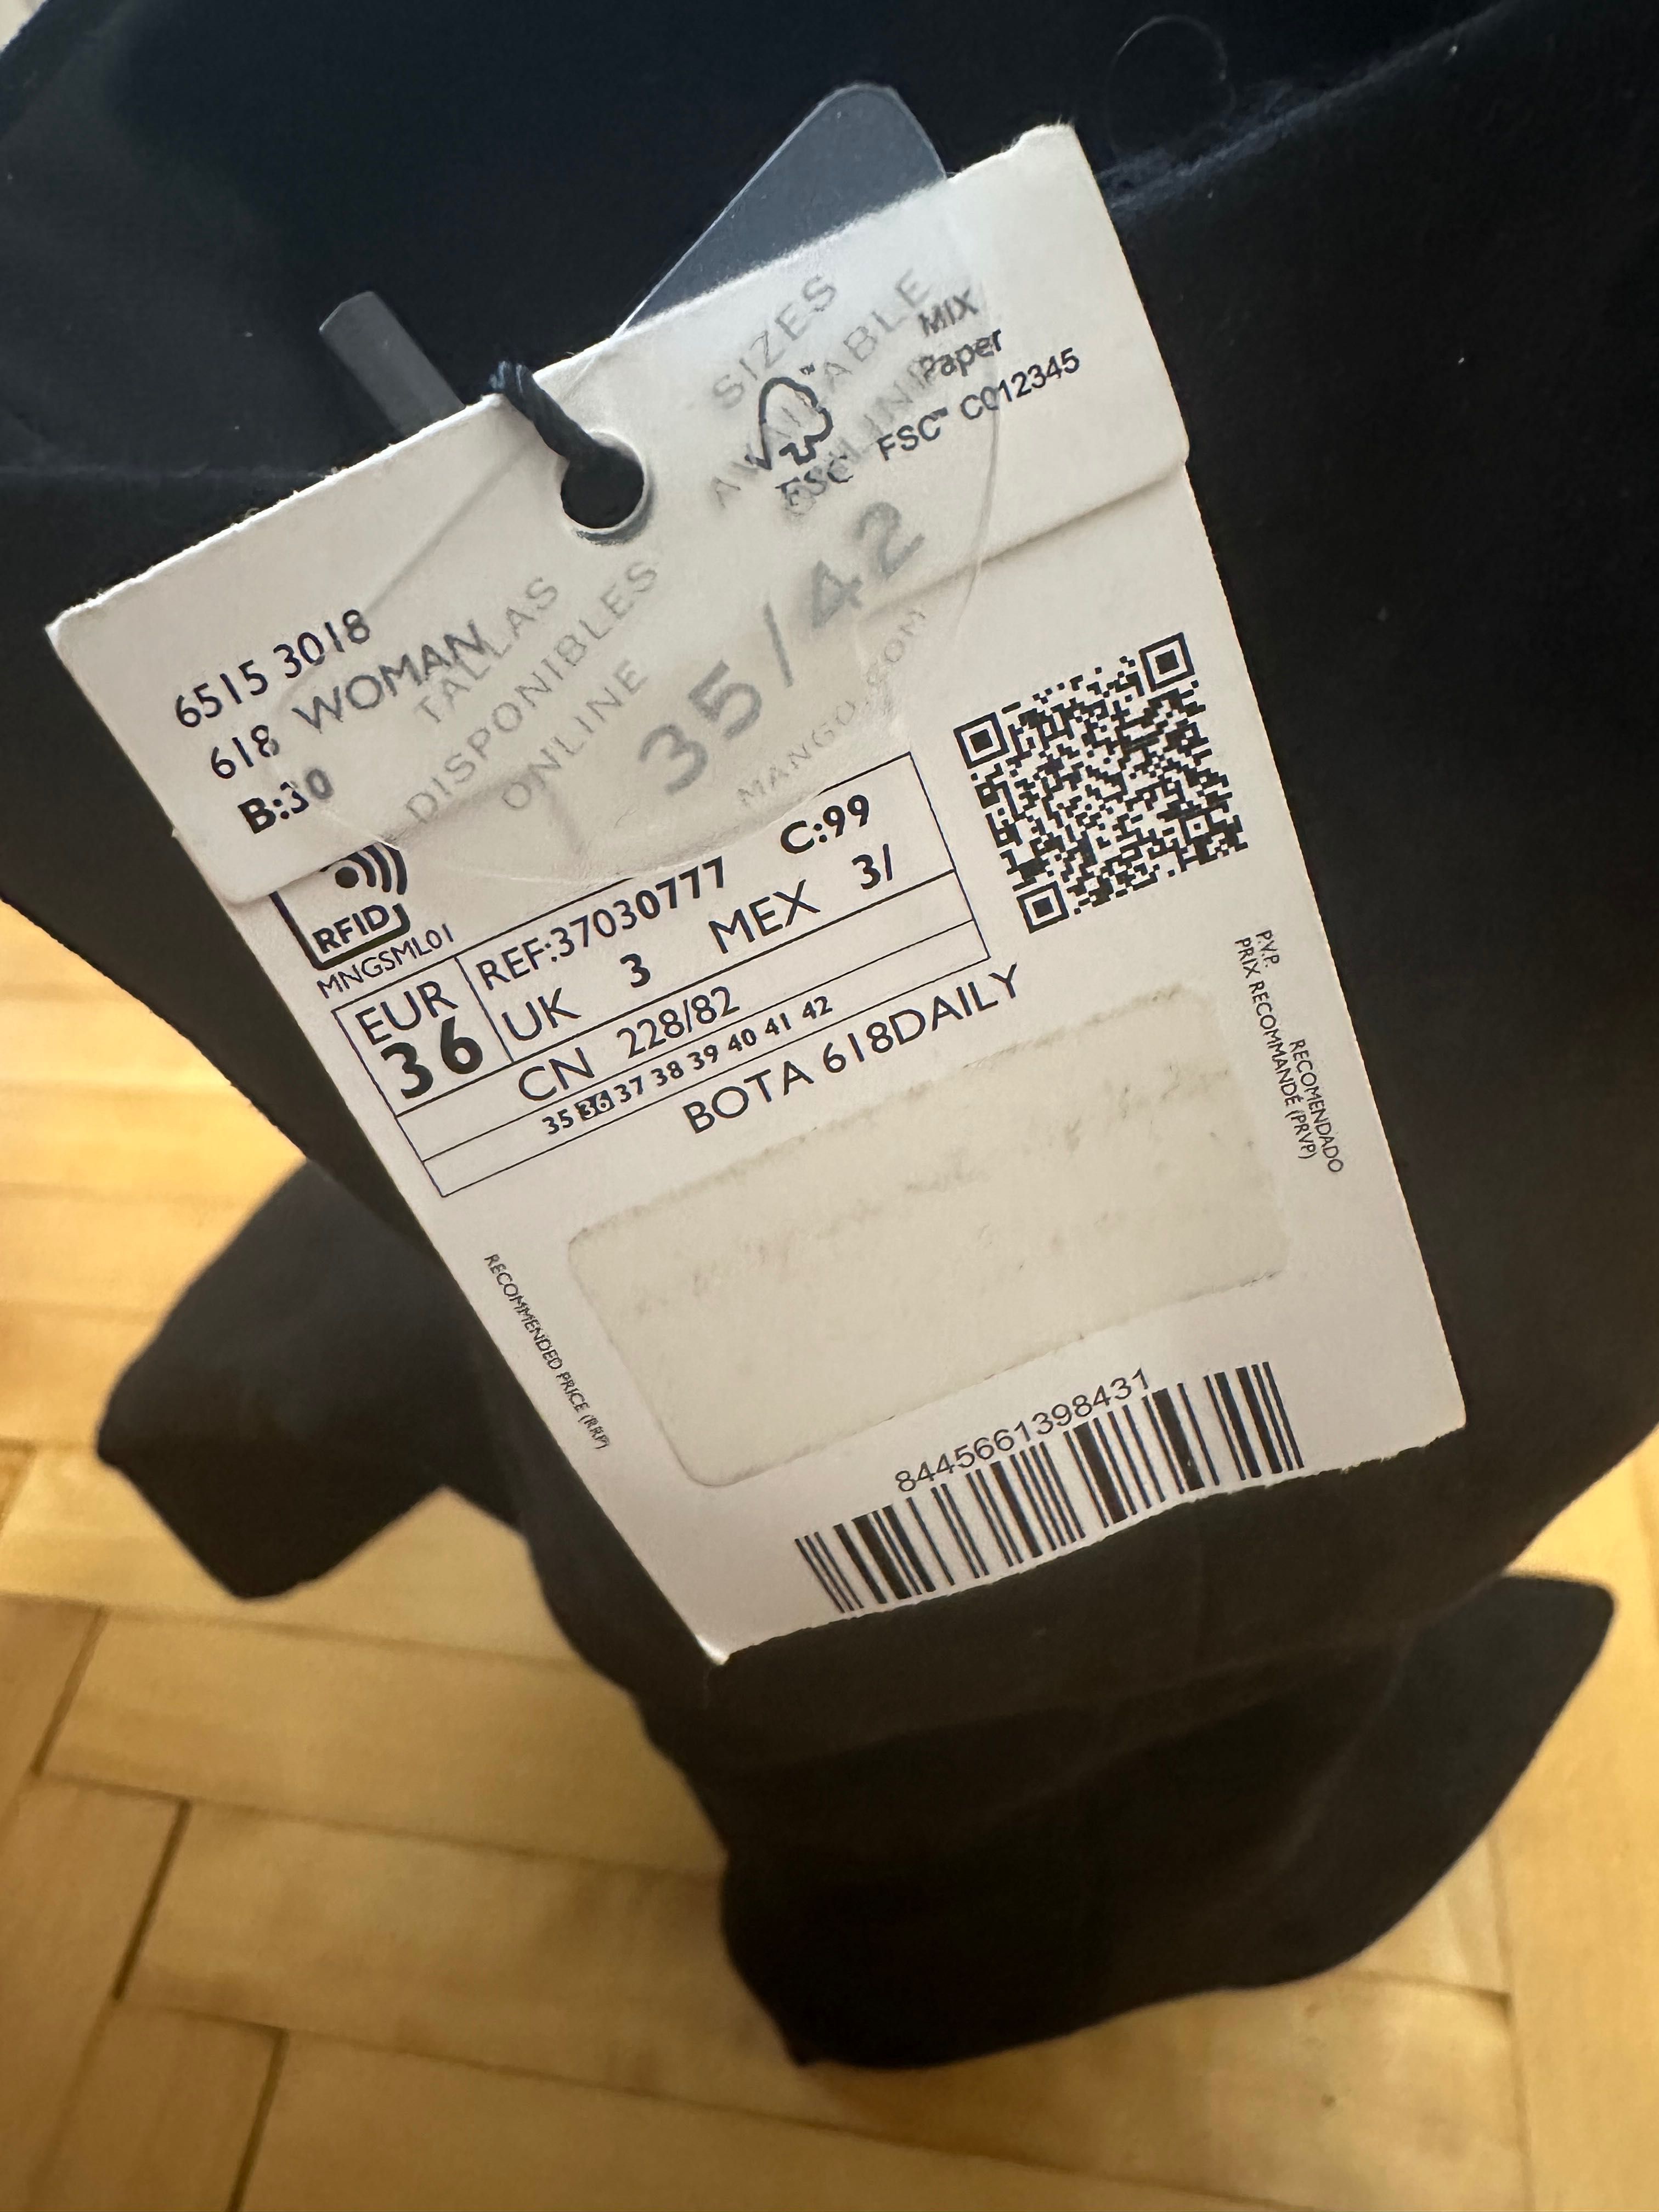 SIZES
AVAILABLE
ONLINE
MIX
Paper
FSC™ C012345
FSC
6515 3018
618 WOMAN
B:30
TALLAS
DISPONIBLES
ONLINE
35/42
MANGO.COM
RFID
MNGSML01
EUR
36
REF:37030777 C:99
UK 3 MEX 3/
CN 228/82
35 36 37 38 39 40 41 42
BOTA 618DAILY
P.V.P. RECOMENDADO
PRIX RECOMMANDÉ (PRVP)
RECOMMENDED PRICE (RRP)
8445661398431